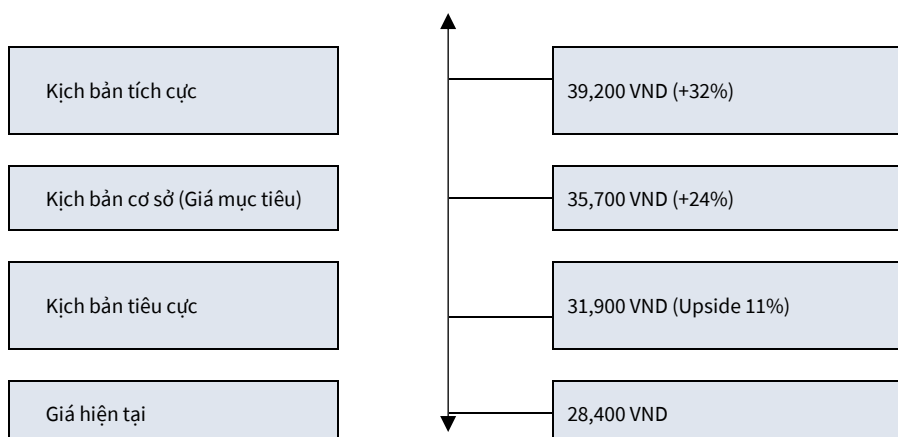 Kịch bản tích cực
39,200 VND (+32%)
Kịch bản cơ sở (Giá mục tiêu)
35,700 VND (+24%)
Kịch bản tiêu cực
31,900 VND (Upside 11%)
Giá hiện tại
28,400 VND